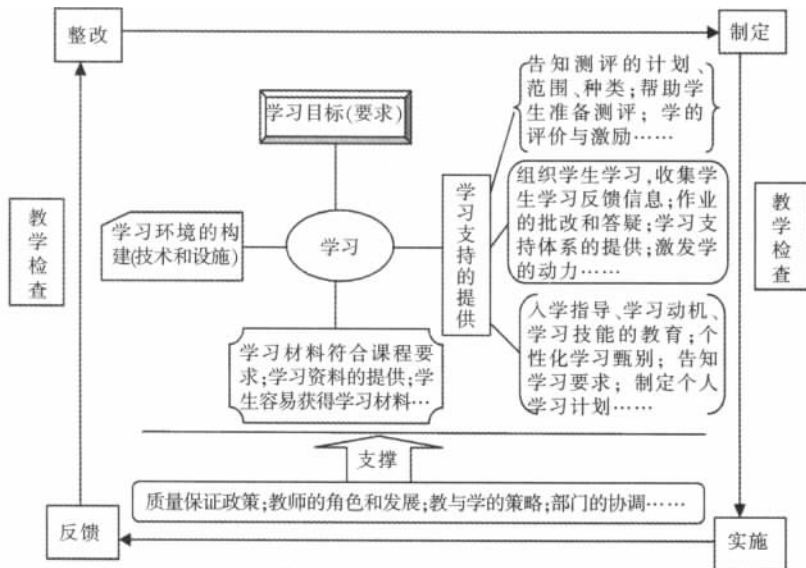 整改
制定
告知测评的计划、
范围、种类;帮助学
生准备测评；学的
评价与激励……
学习目标(要求)
组织学生学习,收集学
生学习反馈信息;作业
的批改和答疑;学习支
持体系的提供；激发学
的动力……
教学检查
学习环境的构
建(技术和设施)
学习
学习支持的提供
教学检查
入学指导、学习动机、
学习技能的教育;个
性化学习甄别；告知
学习要求；制定个人
学习计划……
学习材料符合课程要
求;学习资料的提供;学
生容易获得学习材料…
支撑
质量保证政策;教师的角色和发展;教与学的策略;部门的协调……
反馈
实施